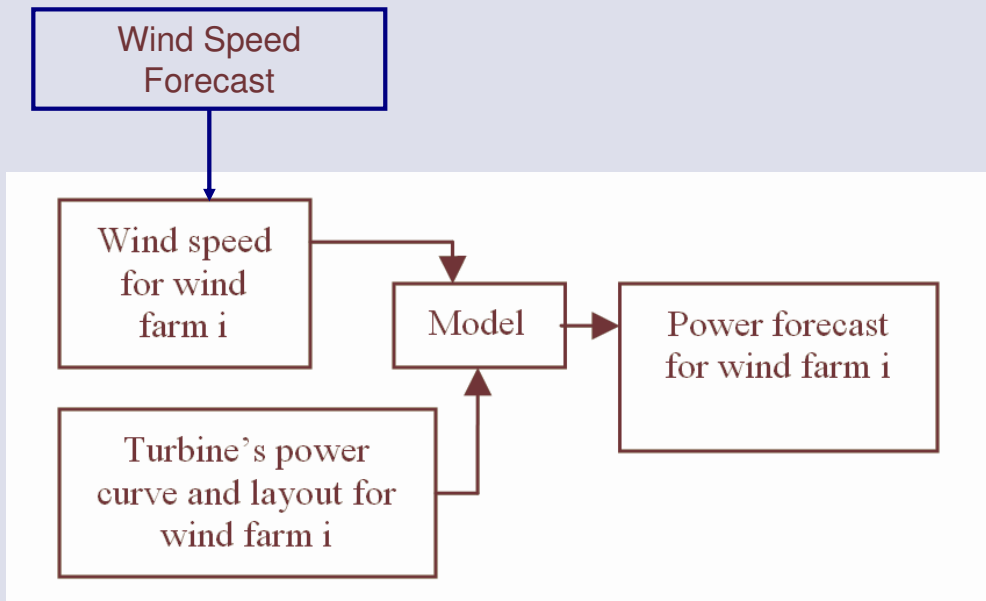 Wind Speed
Forecast
Wind speed
for wind
farm i
Model
Power forecast
for wind farm i
Turbine’s power
curve and layout for
wind farm i